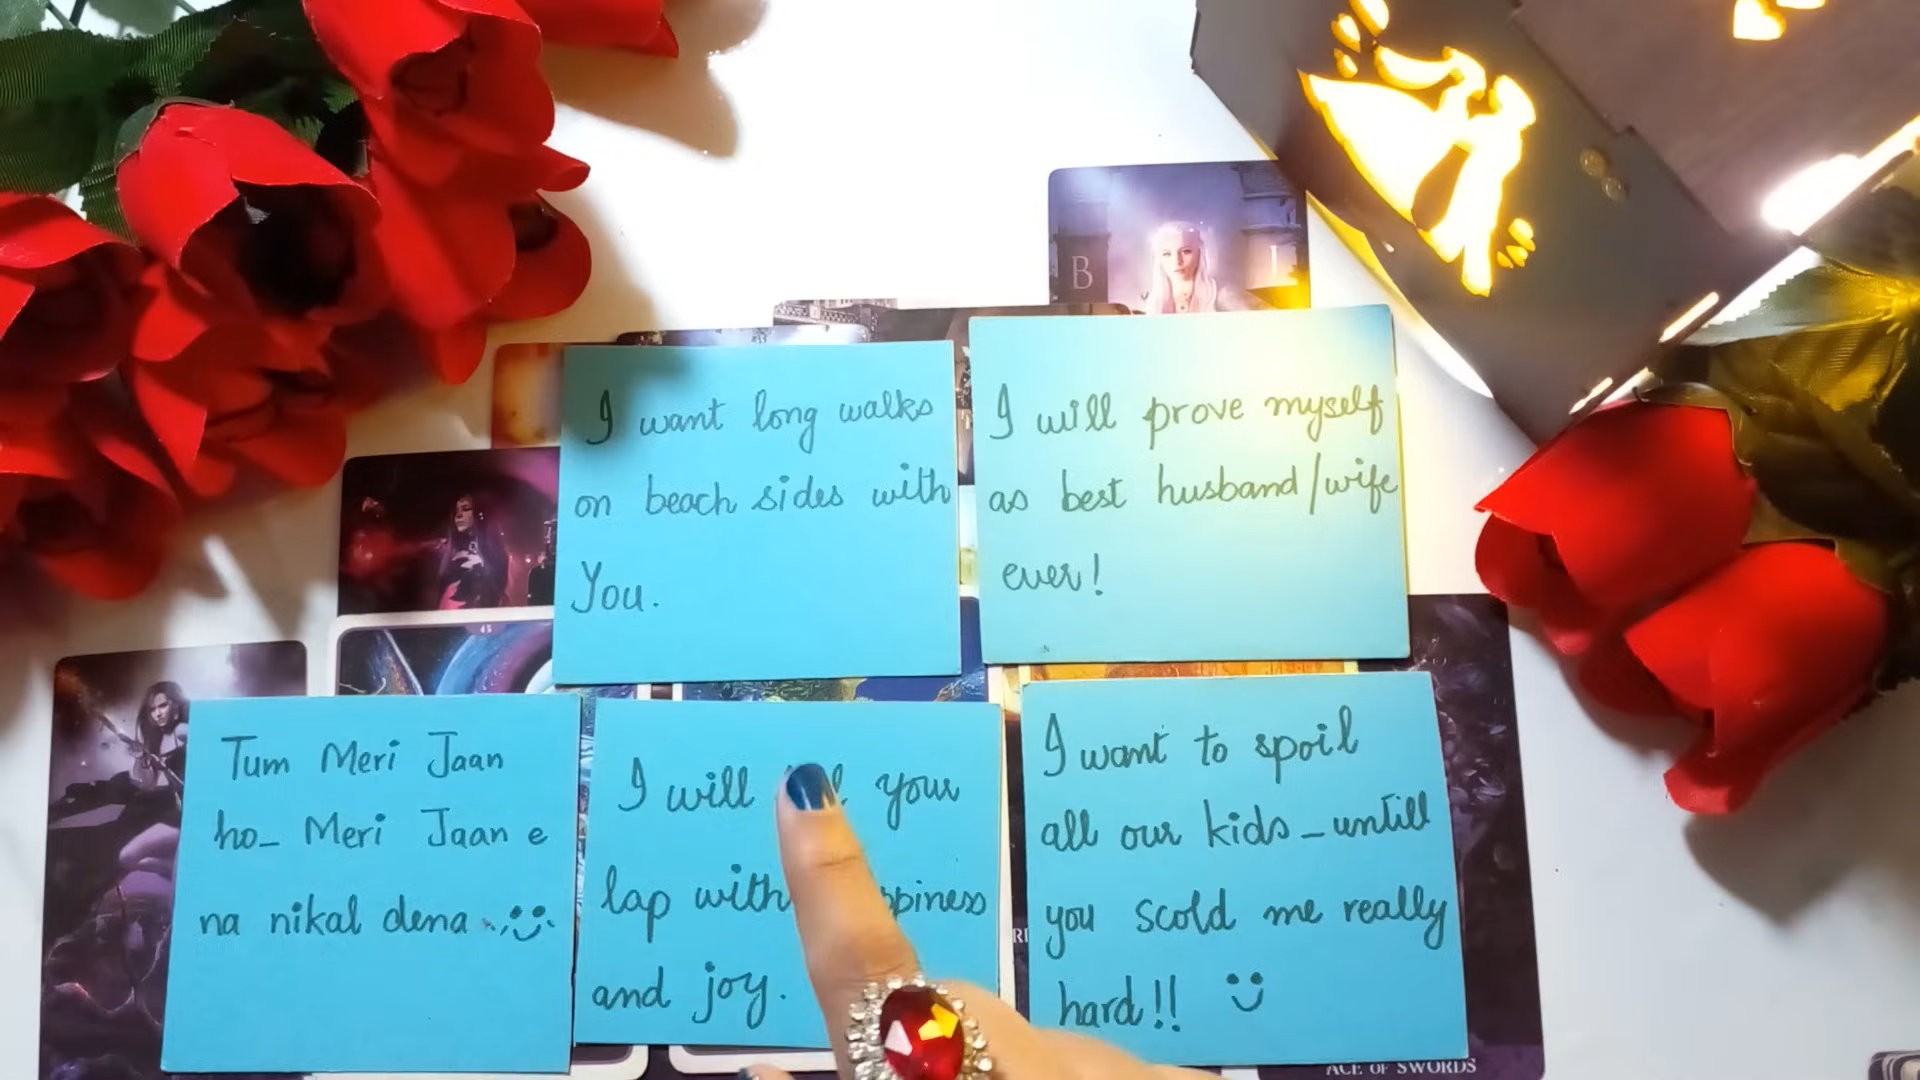 B L
I want long walks
on beach sides with
You.
I will prove myself
as best husband/wife
ever!
45
Tum Meri Jaan
ho_ Meri Jaan e
na nikal dena
I will your
lap with
and joy.
I want to spoil
all our kids_untill
you scold me really
hard!!
ACE OF SWORDS